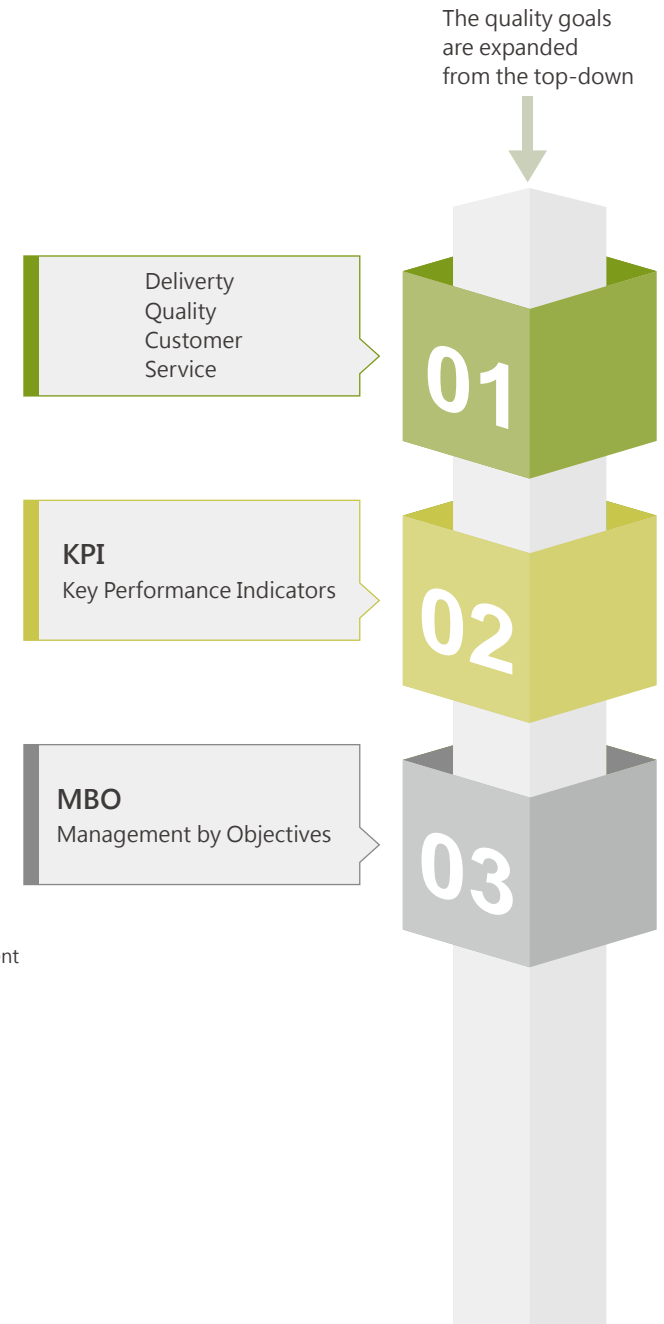 The quality goals
are expanded
from the top-down
Deliverty
Quality
Customer
Service
01
KPI
Key Performance Indicators
02
MBO
Management by Objectives
03